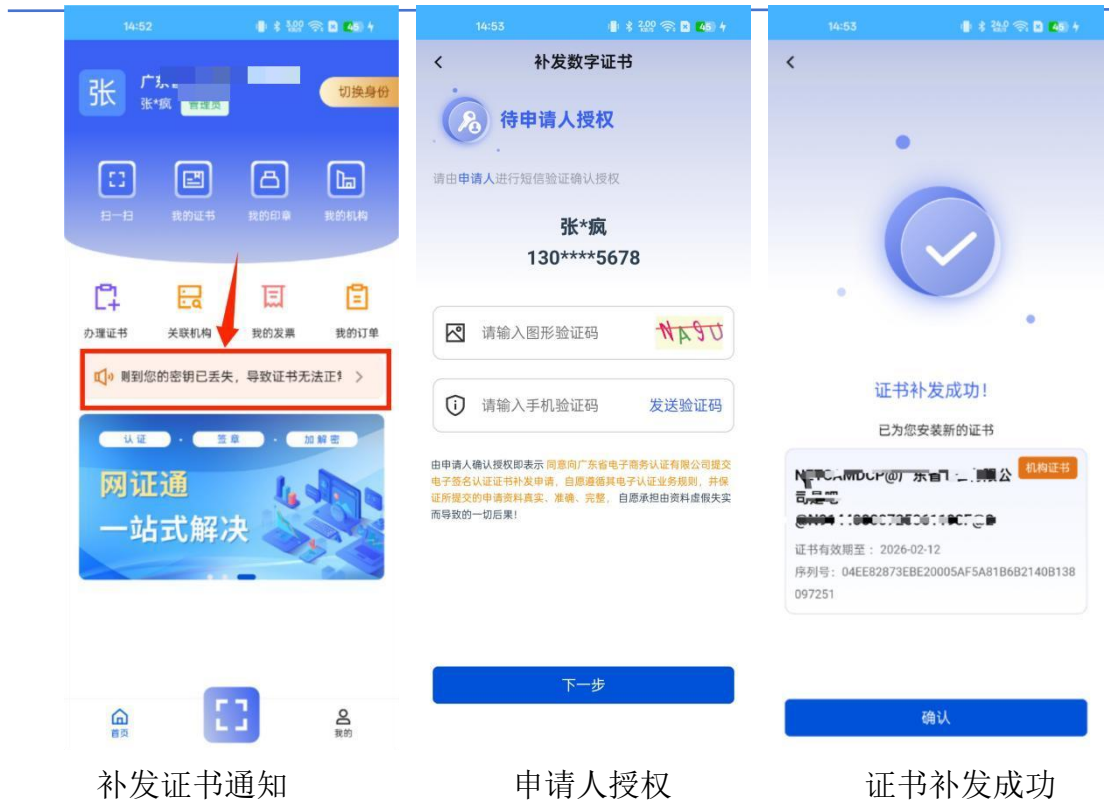 14:52
3.00
45
张
广东
张*疯
管理员
切换身份
扫一扫
我的证书
我的印章
我的机构
办理证书
关联机构
我的发票
我的订单
测到您的密钥已丢失，导致证书无法正常
认证 · 签章 · 加解密
网证通
一站式解决
首页
我的
补发证书通知
14:53
2.00
45
补发数字证书
待申请人授权
请由申请人进行短信验证确认授权
张*疯
130****5678
请输入图形验证码
NA9U
请输入手机验证码
发送验证码
由申请人确认授权即表示 同意向广东省电子商务认证有限公司提交
电子签名认证证书补发申请，自愿遵循其电子认证业务规则，并保
证所提交的申请资料真实、准确、完整， 自愿承担由资料虚假失实
而导致的一切后果！
下一步
申请人授权
14:53
24.0
45
证书补发成功！
已为您安装新的证书
机构证书
证书有效期至： 2026-02-12
序列号：04EE82873EBE20005AF5A81B6B2140B138
097251
确认
证书补发成功